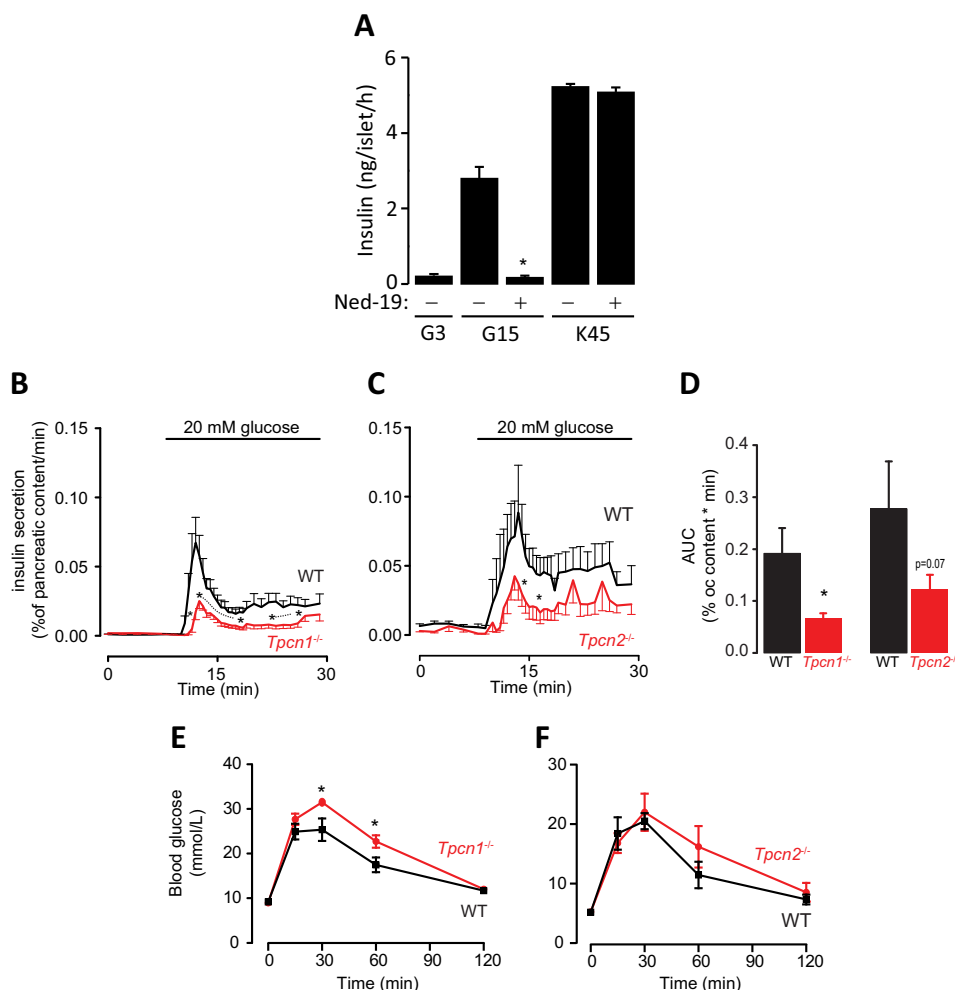 A
Insulin (ng/islet/h)
6
4
2
0
Ned-19: − − + − +
G3 G15 K45
B
20 mM glucose
insulin secretion
(%of pancreatic content/min)
0.15
0.10
0.05
0.00
WT
* * * * *
Tpcn1-/-
0 15 30
Time (min)
C
20 mM glucose
0.15
0.10
0.05
0.00
WT
* *
Tpcn2-/-
0 15 30
Time (min)
D
AUC
(% oc content * min)
0.4
0.3
0.2
0.1
0.0
*
p=0.07
WT Tpcn1-/- WT Tpcn2-/
E
Blood glucose
(mmol/L)
40
30
20
10
0
* *
Tpcn1-/-
WT
0 30 60 90 120
Time (min)
F
30
20
10
0
Tpcn2-/-
WT
0 30 60 90 120
Time (min)